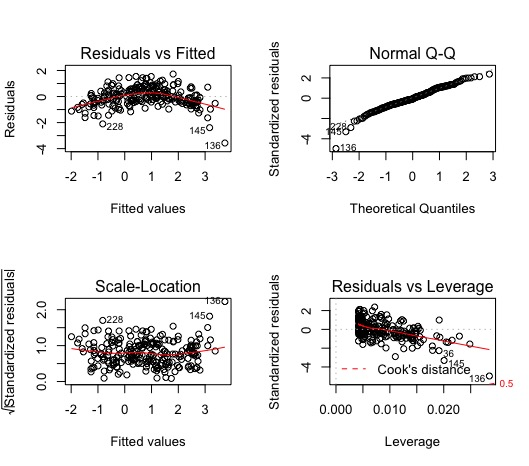 Residuals vs Fitted
Residuals
2
0
-2
-4
228
145
136
-2 -1 0 1 2 3
Fitted values
Normal Q-Q
Standardized residuals
2
0
-4
228
145
136
-3 -2 -1 0 1 2 3
Theoretical Quantiles
Scale-Location
√|Standardized residuals|
2.0
1.0
0.0
136
145
228
-2 -1 0 1 2 3
Fitted values
Residuals vs Leverage
Standardized residuals
2
0
-4
36
145
136
Cook's distance
0.5
0.000 0.010 0.020
Leverage